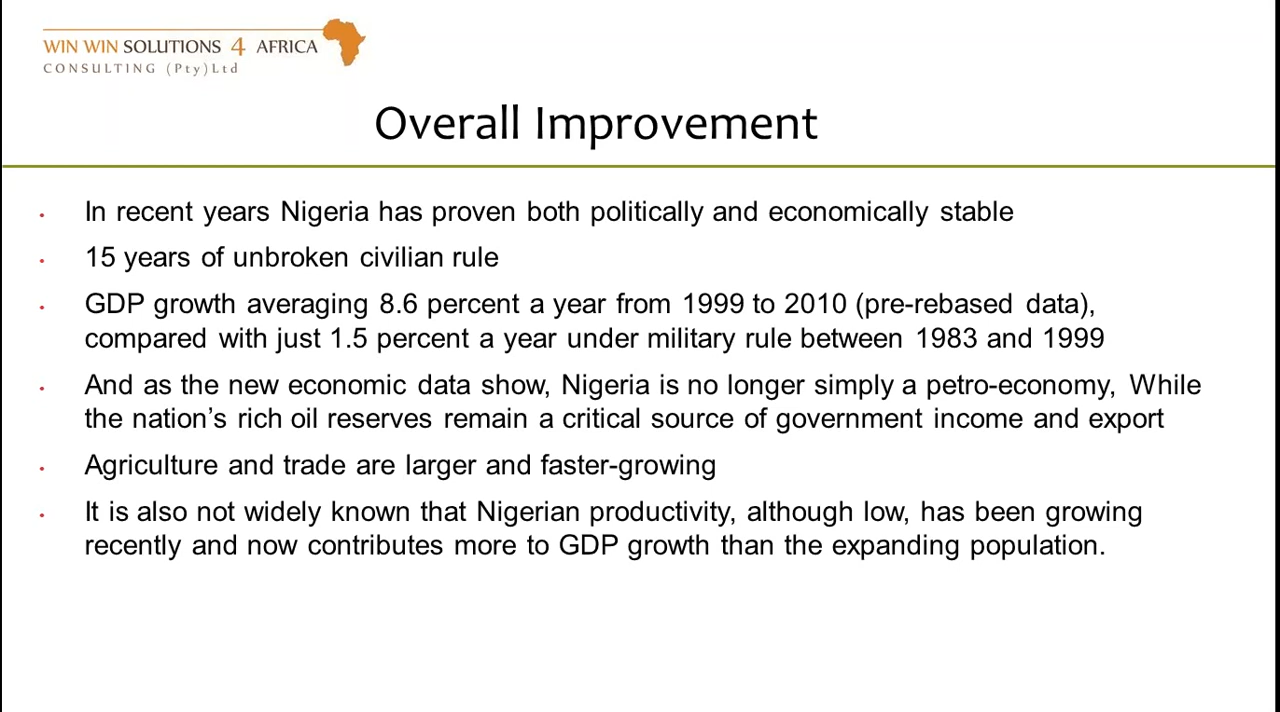 WIN WIN SOLUTIONS 4 AFRICA
CONSULTING (Pty)Ltd
Overall Improvement
• In recent years Nigeria has proven both politically and economically stable
• 15 years of unbroken civilian rule
• GDP growth averaging 8.6 percent a year from 1999 to 2010 (pre-rebased data),
compared with just 1.5 percent a year under military rule between 1983 and 1999
• And as the new economic data show, Nigeria is no longer simply a petro-economy, While
the nation’s rich oil reserves remain a critical source of government income and export
• Agriculture and trade are larger and faster-growing
• It is also not widely known that Nigerian productivity, although low, has been growing
recently and now contributes more to GDP growth than the expanding population.